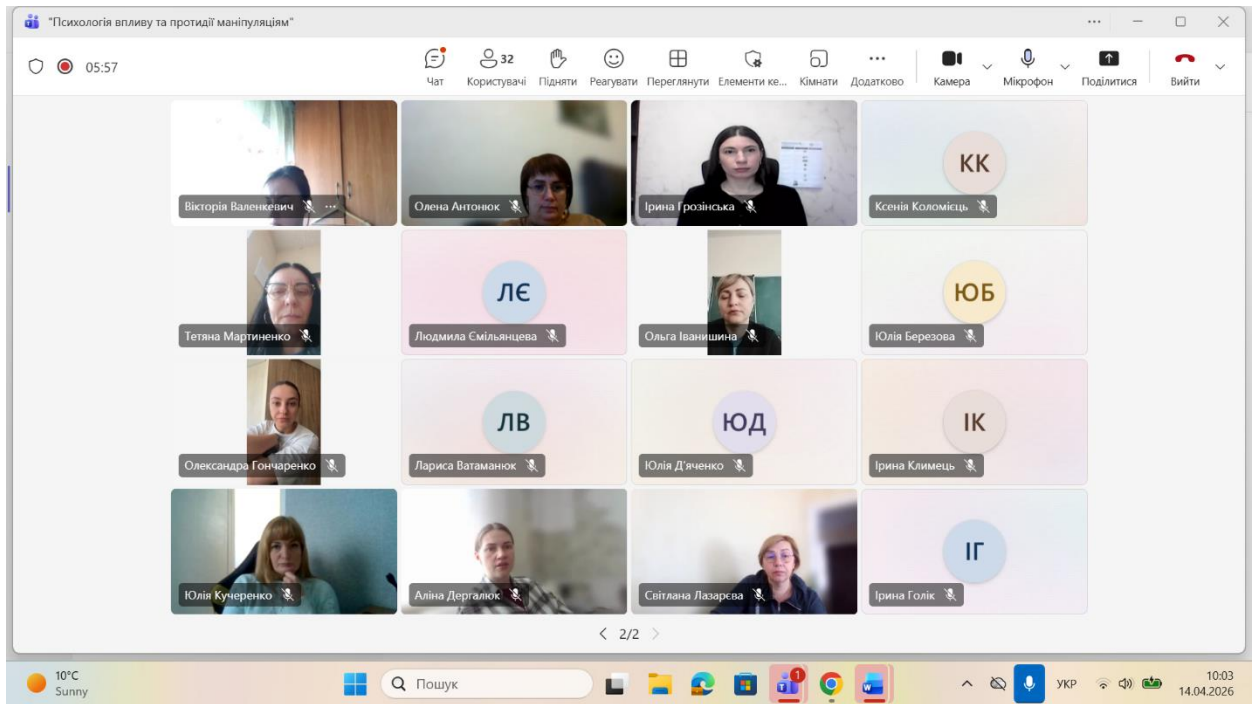 "Психологія впливу та протидії маніпуляціям"
05:57
Чат
32
Користувачі
Підняти
Реагувати
Переглянути
Елементи ке...
Кімнати
Додатково
Камера
Мікрофон
Поділитися
Вийти
Вікторія Валенкевич
Олена Антонюк
Ірина Грозінська
КК
Ксенія Коломієць
Тетяна Мартиненко
ЛЄ
Людмила Ємільянцева
Ольга Іванишина
ЮБ
Юлія Березова
Олександра Гончаренко
ЛВ
Лариса Ватаманюк
ЮД
Юлія Д'яченко
ІК
Ірина Климець
Юлія Кучеренко
Аліна Дергалюк
Світлана Лазарєва
ІГ
Ірина Голік
2/2
10°C
Sunny
Пошук
1
УКР
10:03
14.04.2026